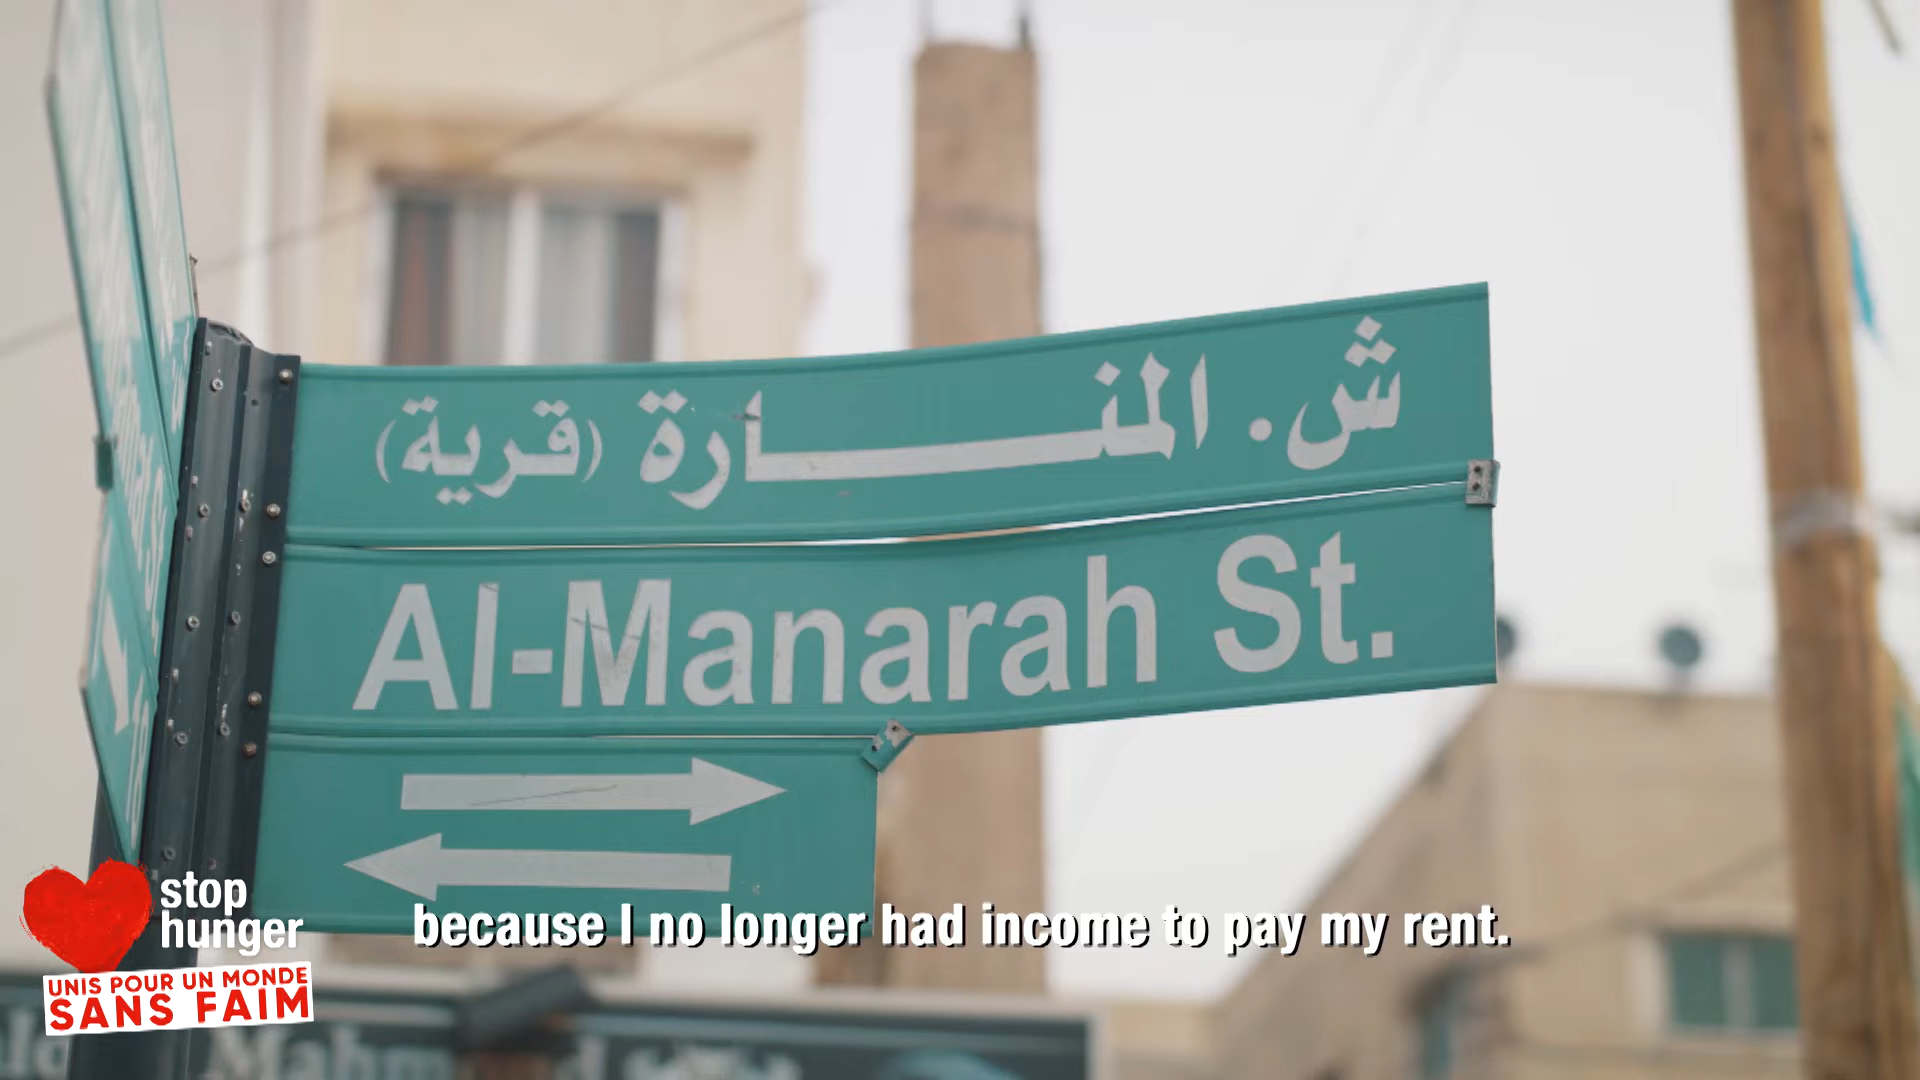 ش. المنــــارة (قرية)
Al-Manarah St.
stop
hunger
UNIS POUR UN MONDE
SANS FAIM
because I no longer had income to pay my rent.